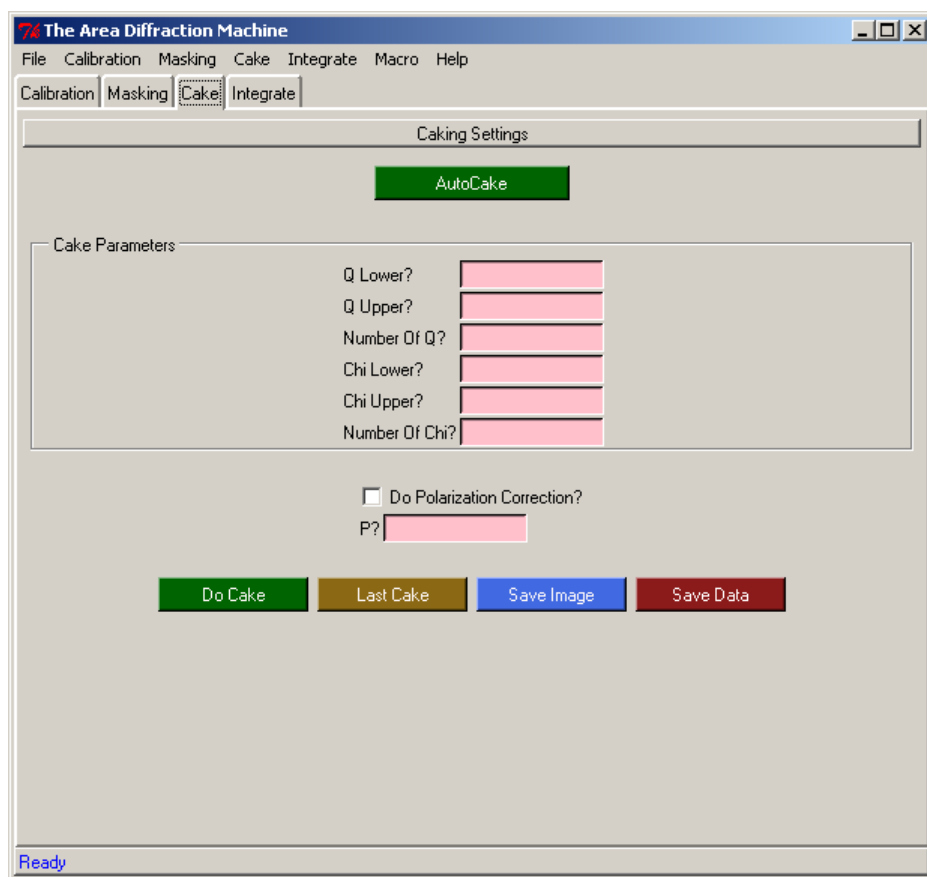 The Area Diffraction Machine
File Calibration Masking Cake Integrate Macro Help
Calibration Masking Cake Integrate
Caking Settings
AutoCake
Cake Parameters
Q Lower?
Q Upper?
Number Of Q?
Chi Lower?
Chi Upper?
Number Of Chi?
Do Polarization Correction?
P?
Do Cake Last Cake Save Image Save Data
Ready